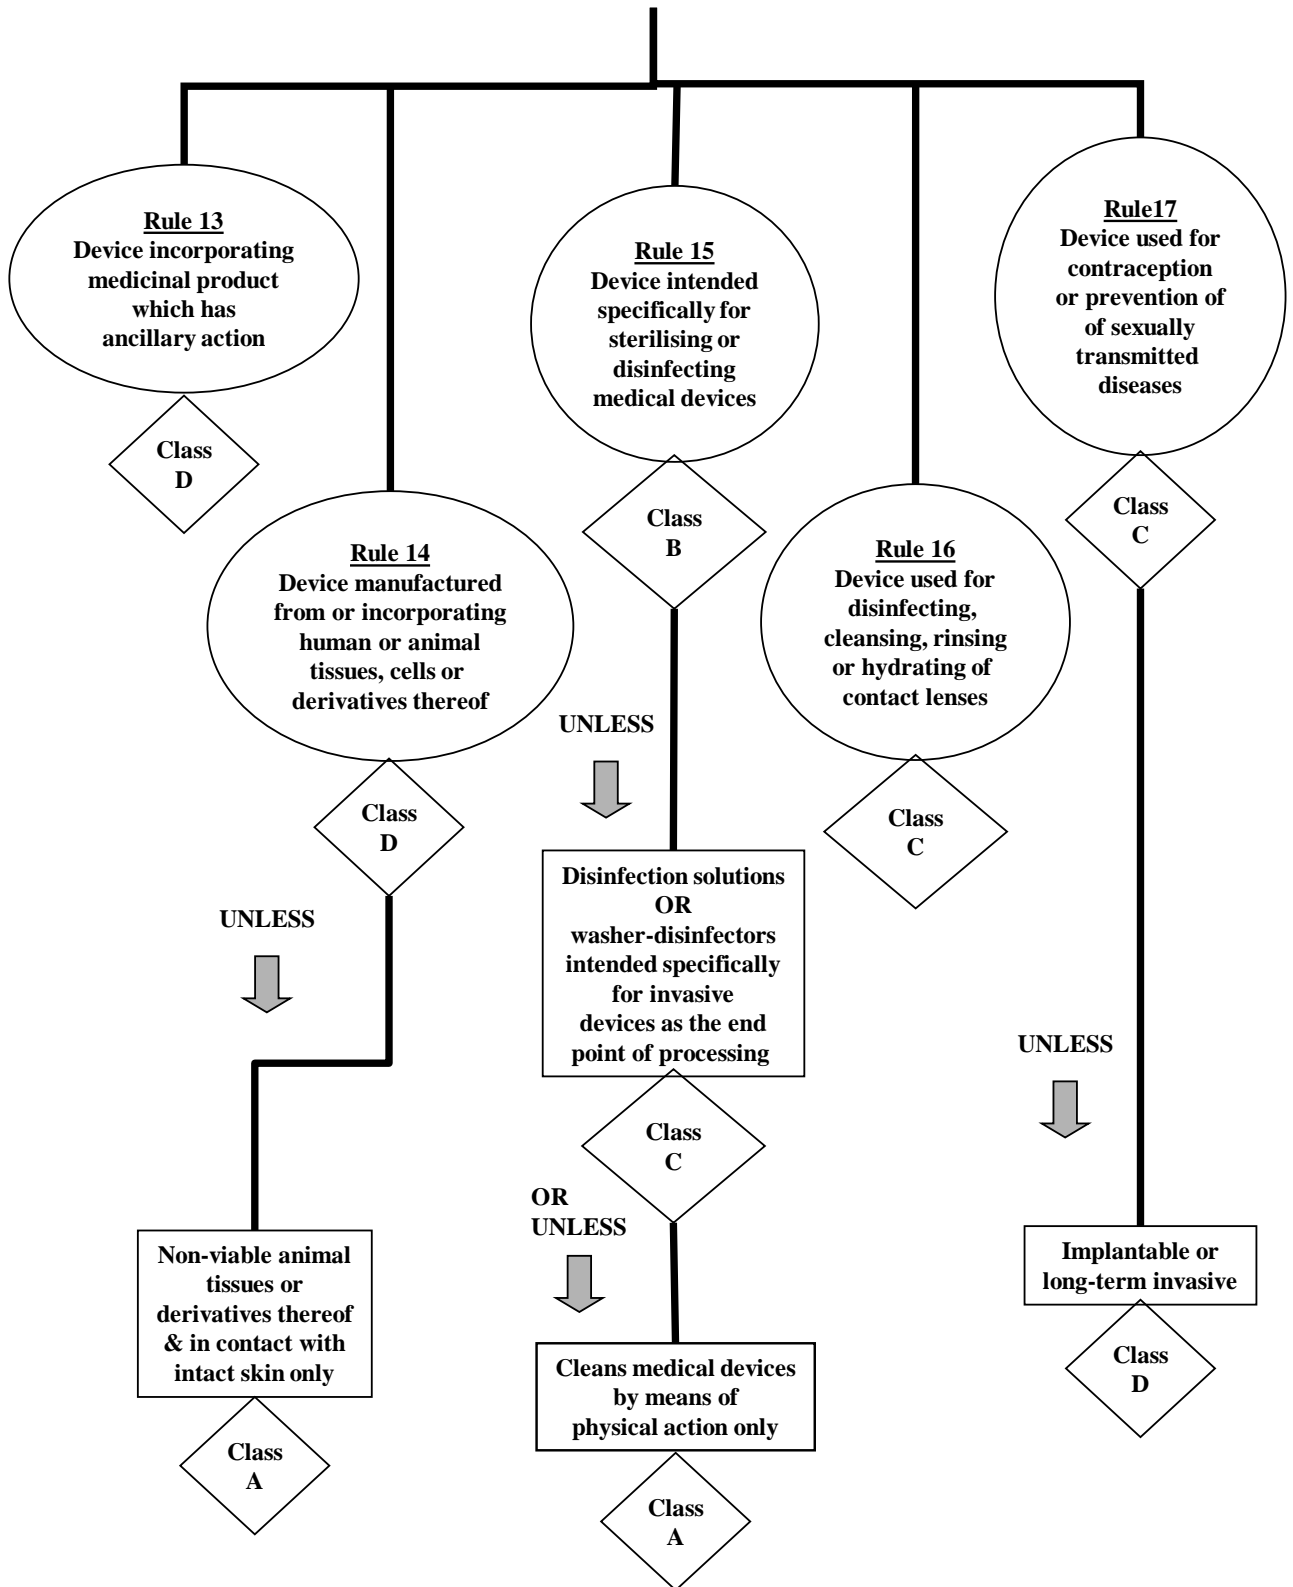 Rule 13
Device incorporating
medicinal product
which has
ancillary action
Class
D
Rule 14
Device manufactured
from or incorporating
human or animal
tissues, cells or
derivatives thereof
Class
D
UNLESS
Non-viable animal
tissues or
derivatives thereof
& in contact with
intact skin only
Class
A
Rule 15
Device intended
specifically for
sterilising or
disinfecting
medical devices
Class
B
UNLESS
Disinfection solutions
OR
washer-disinfectors
intended specifically
for invasive
devices as the end
point of processing
Class
C
OR
UNLESS
Cleans medical devices
by means of
physical action only
Class
A
Rule 16
Device used for
disinfecting,
cleansing, rinsing
or hydrating of
contact lenses
Class
C
Rule17
Device used for
contraception
or prevention of
of sexually
transmitted
diseases
Class
C
UNLESS
Implantable or
long-term invasive
Class
D